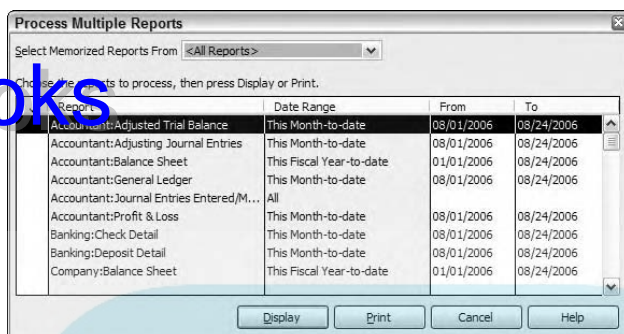 Process Multiple Reports
Select Memorized Reports From <All Reports>
Choose the reports to process, then press Display or Print.
oks
Report Date Range From To
Accountant:Adjusted Trial Balance This Month-to-date 08/01/2006 08/24/2006
Accountant:Adjusting Journal Entries This Month-to-date 08/01/2006 08/24/2006
Accountant:Balance Sheet This Fiscal Year-to-date 01/01/2006 08/24/2006
Accountant:General Ledger This Month-to-date 08/01/2006 08/24/2006
Accountant:Journal Entries Entered/M... All
Accountant:Profit & Loss This Month-to-date 08/01/2006 08/24/2006
Banking:Check Detail This Month-to-date 08/01/2006 08/24/2006
Banking:Deposit Detail This Month-to-date 08/01/2006 08/24/2006
Company:Balance Sheet This Fiscal Year-to-date 01/01/2006 08/24/2006
Display Print Cancel Help